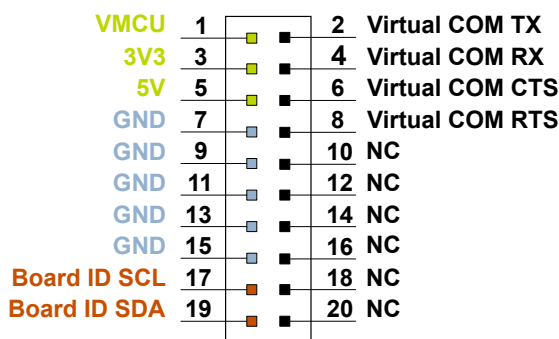 VMCU 1 2 Virtual COM TX
3V3 3 4 Virtual COM RX
5V 5 6 Virtual COM CTS
GND 7 8 Virtual COM RTS
GND 9 10 NC
GND 11 12 NC
GND 13 14 NC
GND 15 16 NC
Board ID SCL 17 18 NC
Board ID SDA 19 20 NC